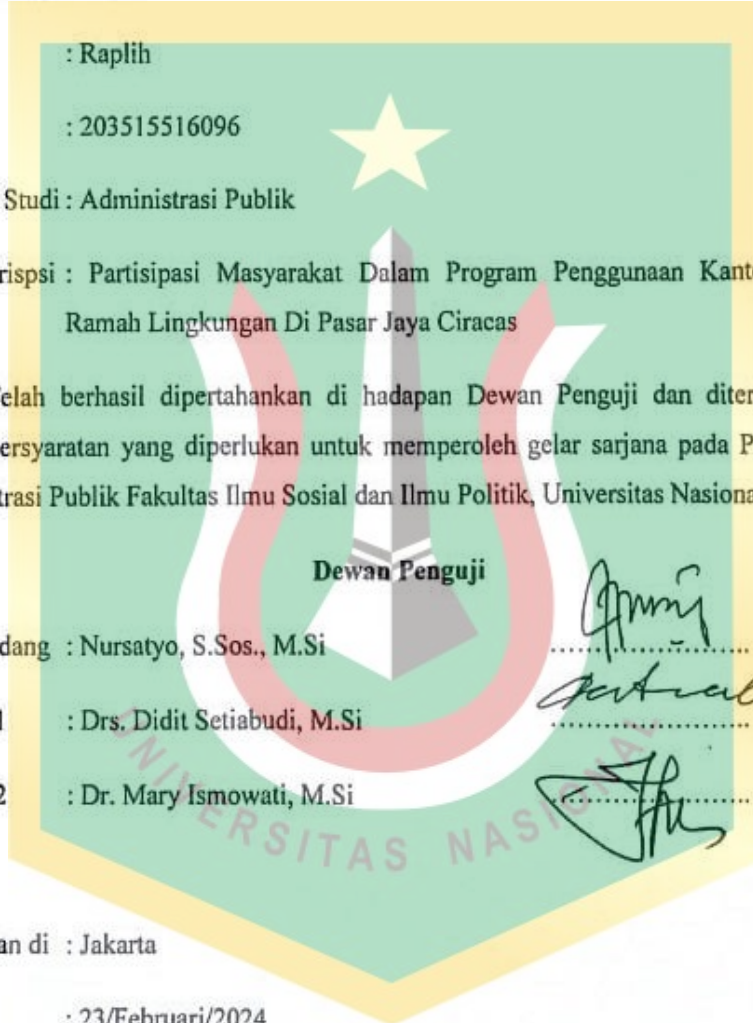 : Raplih
: 203515516096
Studi : Administrasi Publik
rispsi : Partisipasi Masyarakat Dalam Program Penggunaan Kant
Ramah Lingkungan Di Pasar Jaya Ciracas
elah berhasil dipertahankan di hadapan Dewan Penguji dan diter
ersyaratan yang diperlukan untuk memperoleh gelar sarjana pada P
trasi Publik Fakultas Ilmu Sosial dan Ilmu Politik, Universitas Nasiona
Dewan Penguji
dang : Nursatyo, S.Sos., M.Si
1 : Drs. Didit Setiabudi, M.Si
2 : Dr. Mary Ismowati, M.Si
UNIVERSITAS NASIONAL
an di : Jakarta
: 23/Februari/2024